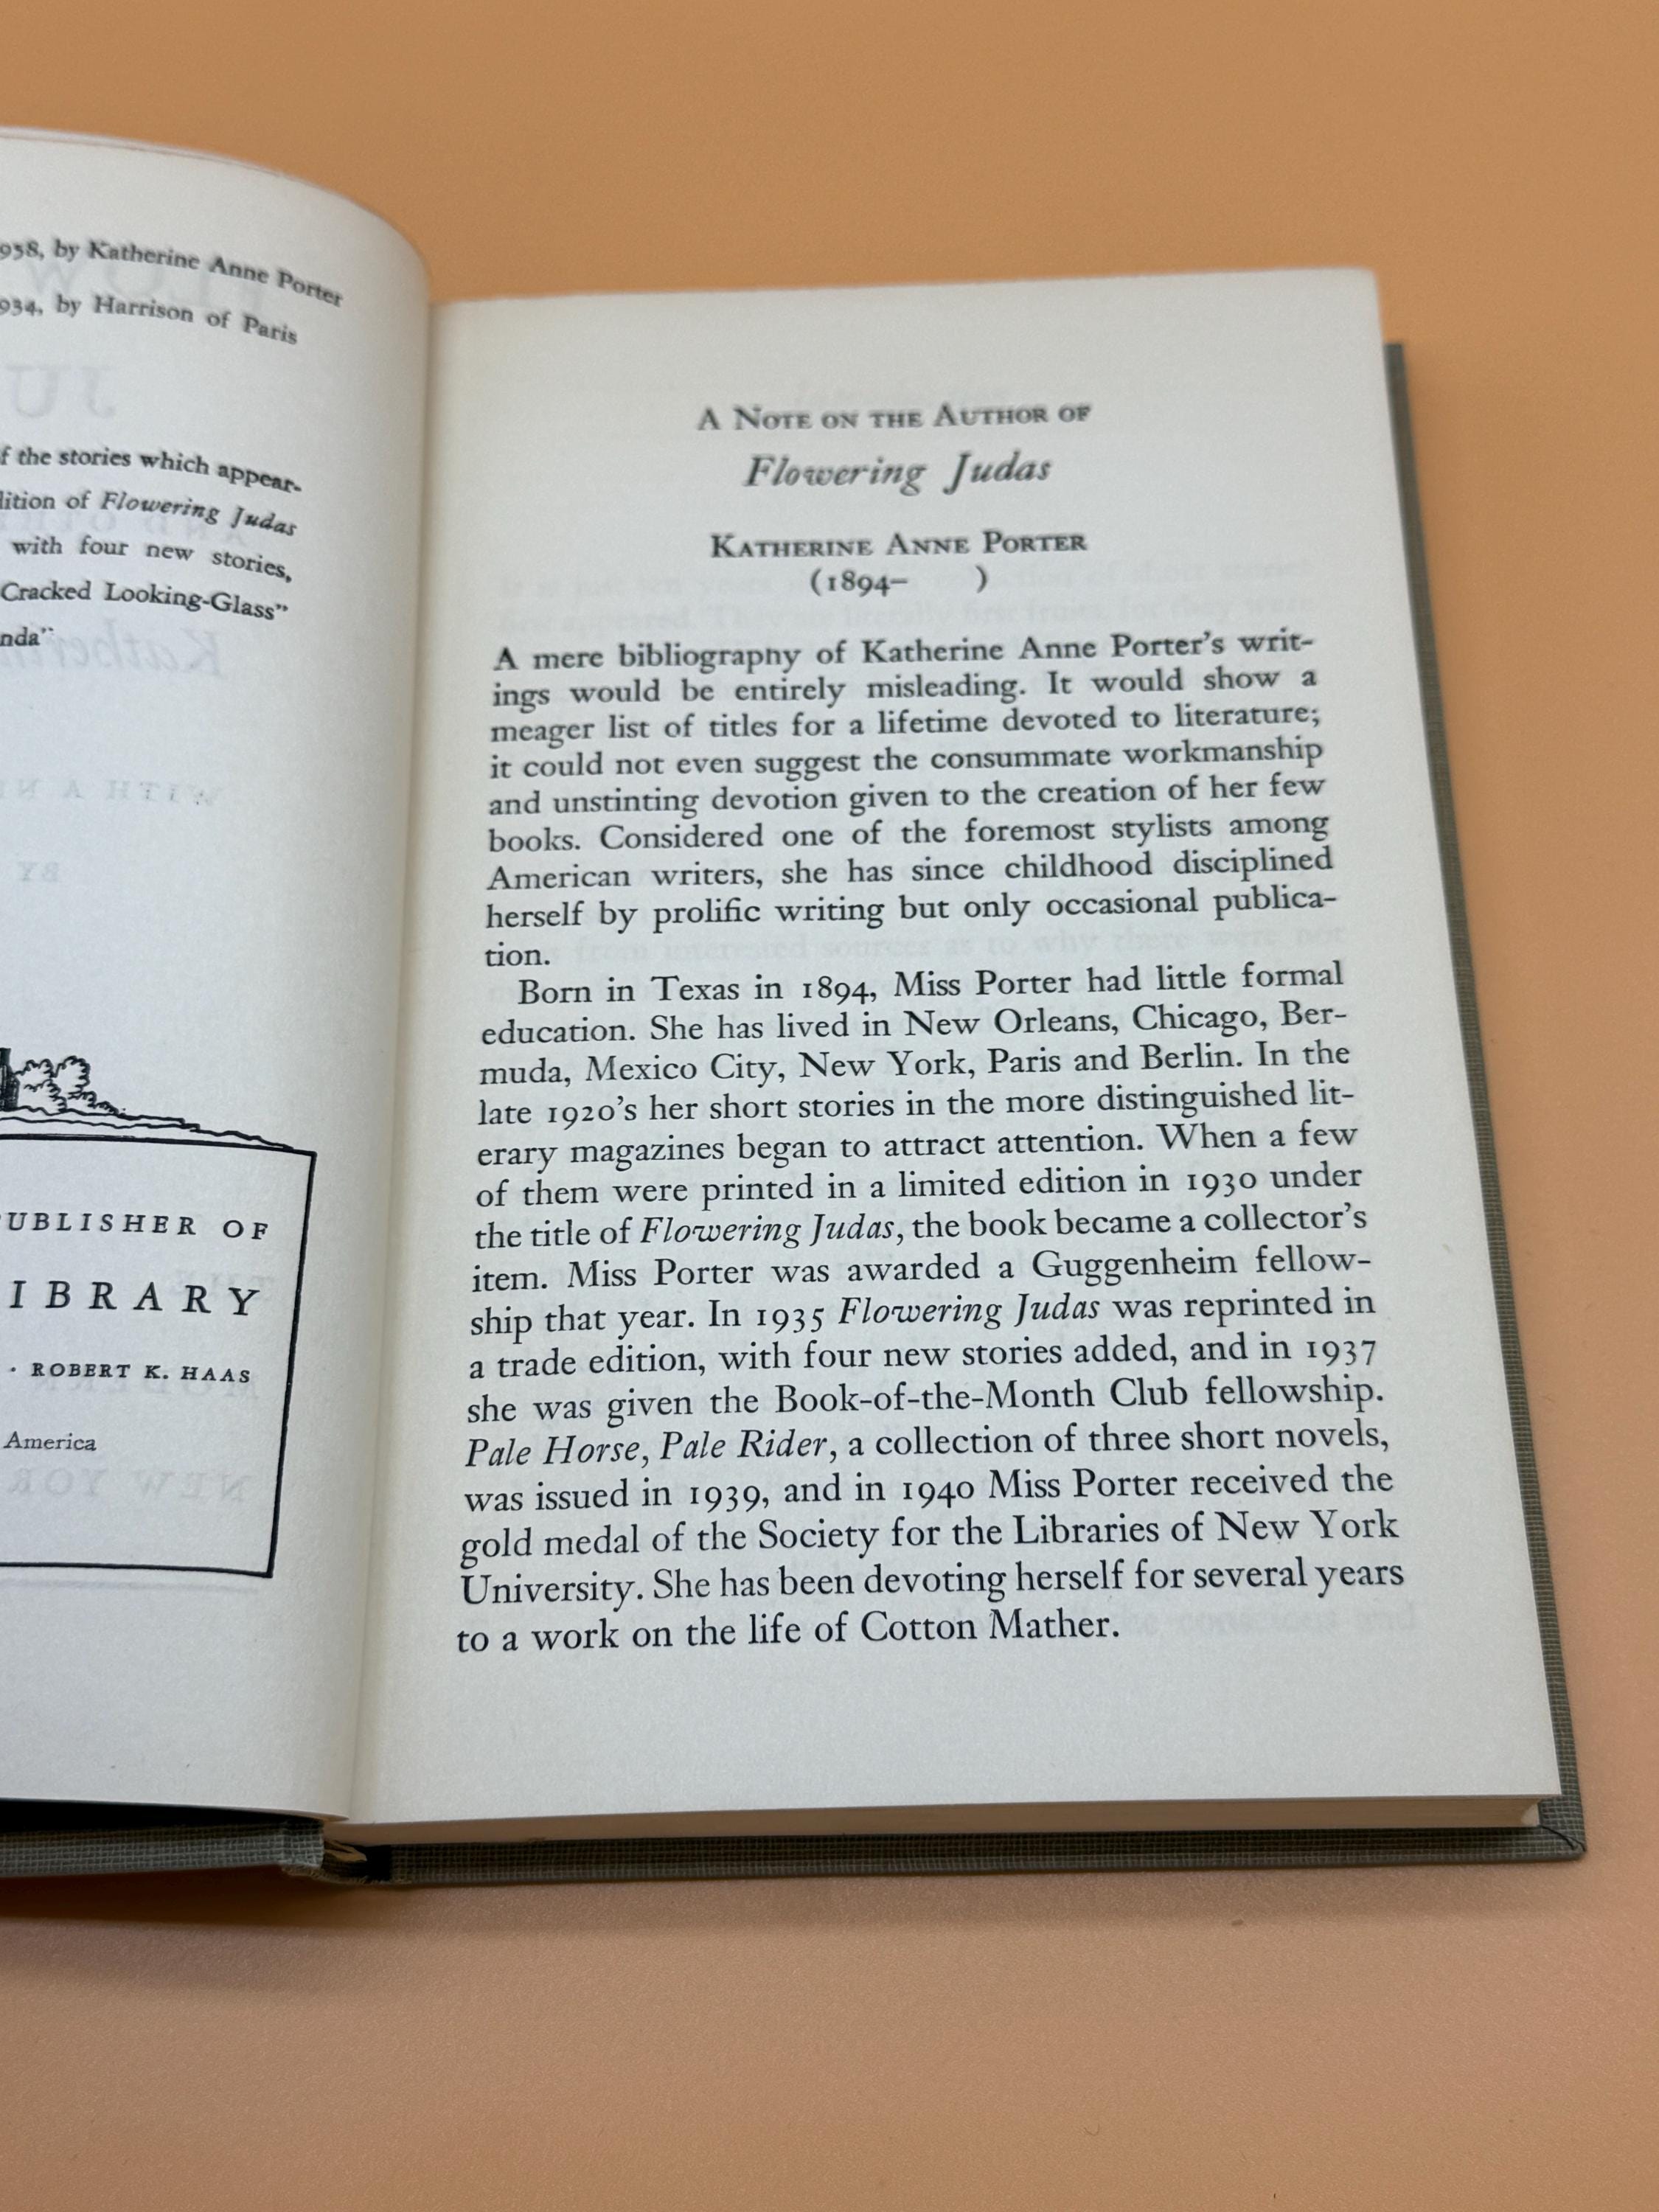 958, by Katherine Anne Porter
934, by Harrison of Paris
f the stories which appear-
lition of Flowering Judas
with four new stories,
Cracked Looking-Glass"
nda"
UBLISHER OF
IBRARY
· ROBERT K. HAAS
America
A NOTE ON THE AUTHOR OF
Flowering Judas
KATHERINE ANNE PORTER
(1894– )
A mere bibliography of Katherine Anne Porter's writ-
ings would be entirely misleading. It would show a
meager list of titles for a lifetime devoted to literature;
it could not even suggest the consummate workmanship
and unstinting devotion given to the creation of her few
books. Considered one of the foremost stylists among
American writers, she has since childhood disciplined
herself by prolific writing but only occasional publica-
tion.
Born in Texas in 1894, Miss Porter had little formal
education. She has lived in New Orleans, Chicago, Ber-
muda, Mexico City, New York, Paris and Berlin. In the
late 1920's her short stories in the more distinguished lit-
erary magazines began to attract attention. When a few
of them were printed in a limited edition in 1930 under
the title of Flowering Judas, the book became a collector's
item. Miss Porter was awarded a Guggenheim fellow-
ship that year. In 1935 Flowering Judas was reprinted in
a trade edition, with four new stories added, and in 1937
she was given the Book-of-the-Month Club fellowship.
Pale Horse, Pale Rider, a collection of three short novels,
was issued in 1939, and in 1940 Miss Porter received the
gold medal of the Society for the Libraries of New York
University. She has been devoting herself for several years
to a work on the life of Cotton Mather.